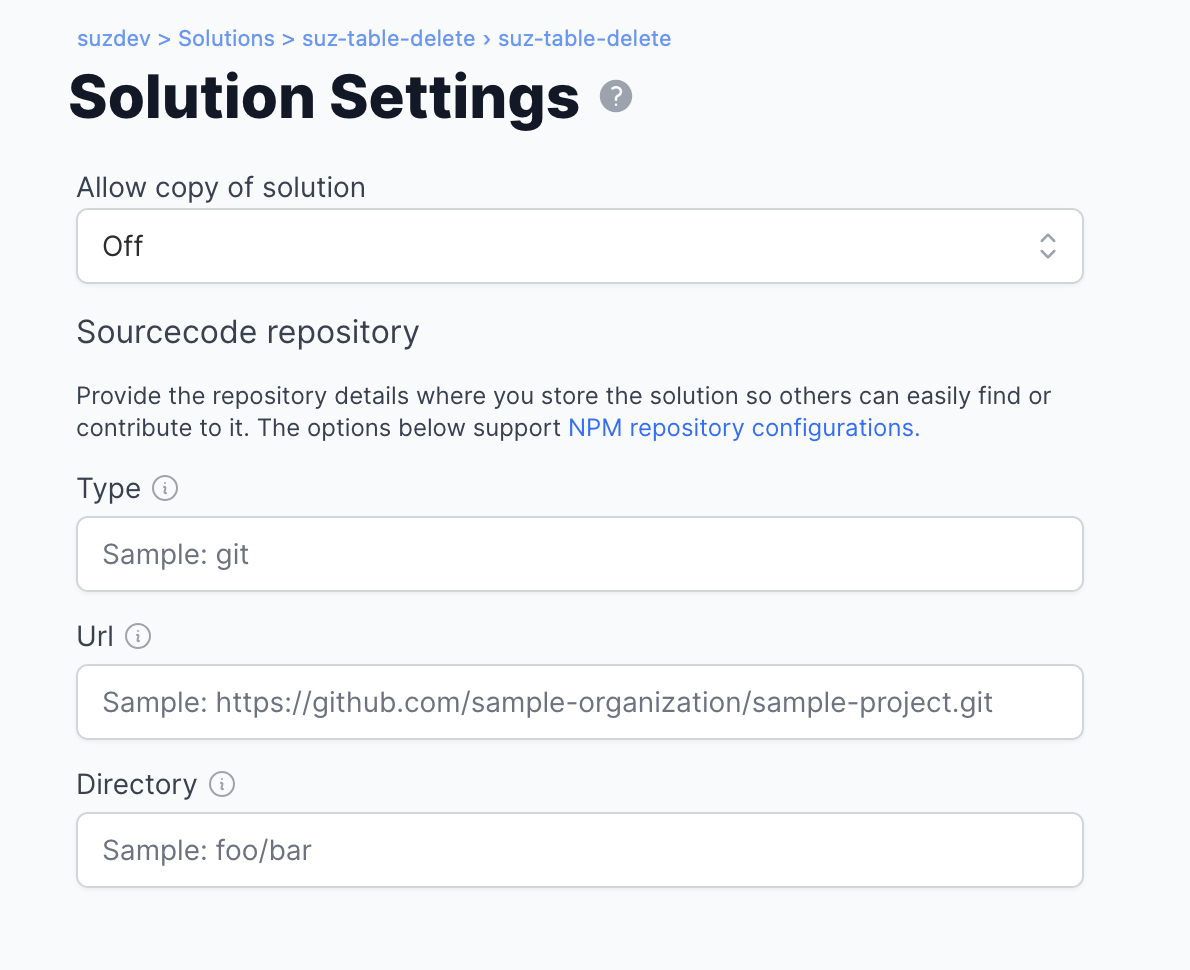 suzdev > Solutions > suz-table-delete › suz-table-delete
Solution Settings ?
Allow copy of solution
Off
Sourcecode repository
Provide the repository details where you store the solution so others can easily find or
contribute to it. The options below support NPM repository configurations.
Type i
Sample: git
Url i
Sample: https://github.com/sample-organization/sample-project.git
Directory i
Sample: foo/bar